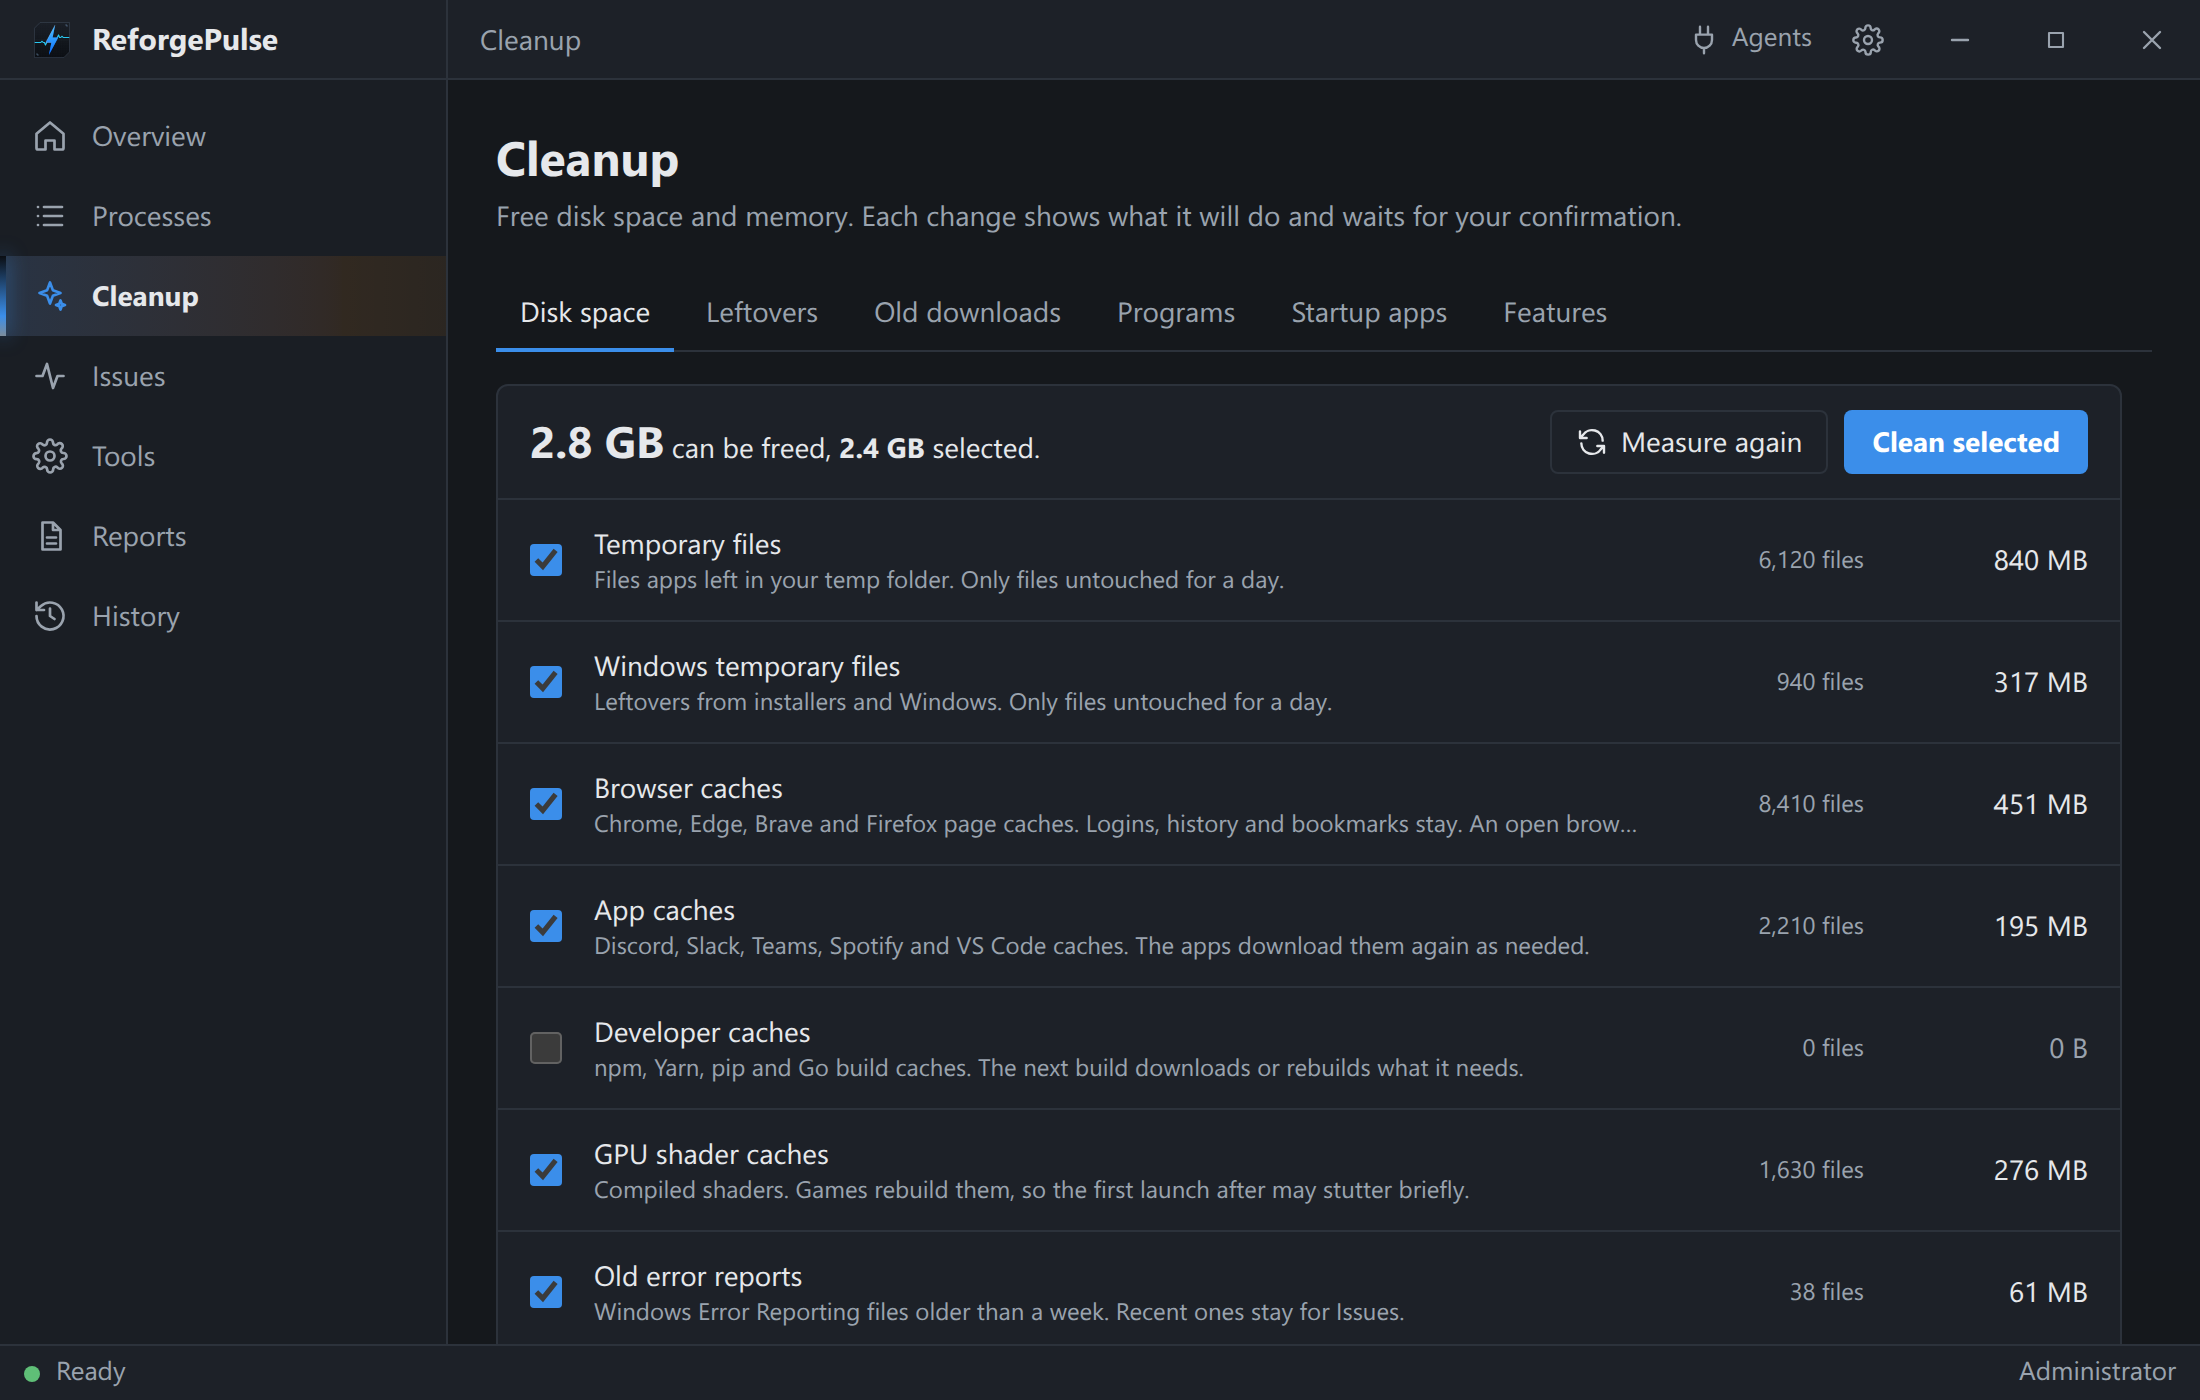 ReforgePulse
Cleanup
Agents
Overview
Processes
Cleanup
Issues
Tools
Reports
History
Cleanup
Free disk space and memory. Each change shows what it will do and waits for your confirmation.
Disk space
Leftovers
Old downloads
Programs
Startup apps
Features
2.8 GB can be freed, 2.4 GB selected.
Measure again
Clean selected
Temporary files
Files apps left in your temp folder. Only files untouched for a day.
6,120 files
840 MB
Windows temporary files
Leftovers from installers and Windows. Only files untouched for a day.
940 files
317 MB
Browser caches
Chrome, Edge, Brave and Firefox page caches. Logins, history and bookmarks stay. An open brow...
8,410 files
451 MB
App caches
Discord, Slack, Teams, Spotify and VS Code caches. The apps download them again as needed.
2,210 files
195 MB
Developer caches
npm, Yarn, pip and Go build caches. The next build downloads or rebuilds what it needs.
0 files
0 B
GPU shader caches
Compiled shaders. Games rebuild them, so the first launch after may stutter briefly.
1,630 files
276 MB
Old error reports
Windows Error Reporting files older than a week. Recent ones stay for Issues.
38 files
61 MB
Ready
Administrator